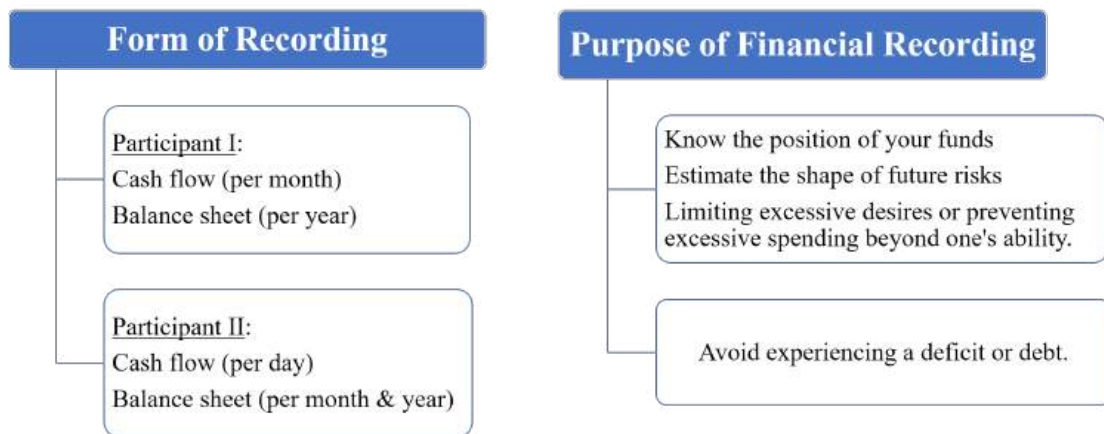 Form of Recording
Participant I:
Cash flow (per month)
Balance sheet (per year)
Participant II:
Cash flow (per day)
Balance sheet (per month & year)
Purpose of Financial Recording
Know the position of your funds
Estimate the shape of future risks
Limiting excessive desires or preventing
excessive spending beyond one's ability.
Avoid experiencing a deficit or debt.